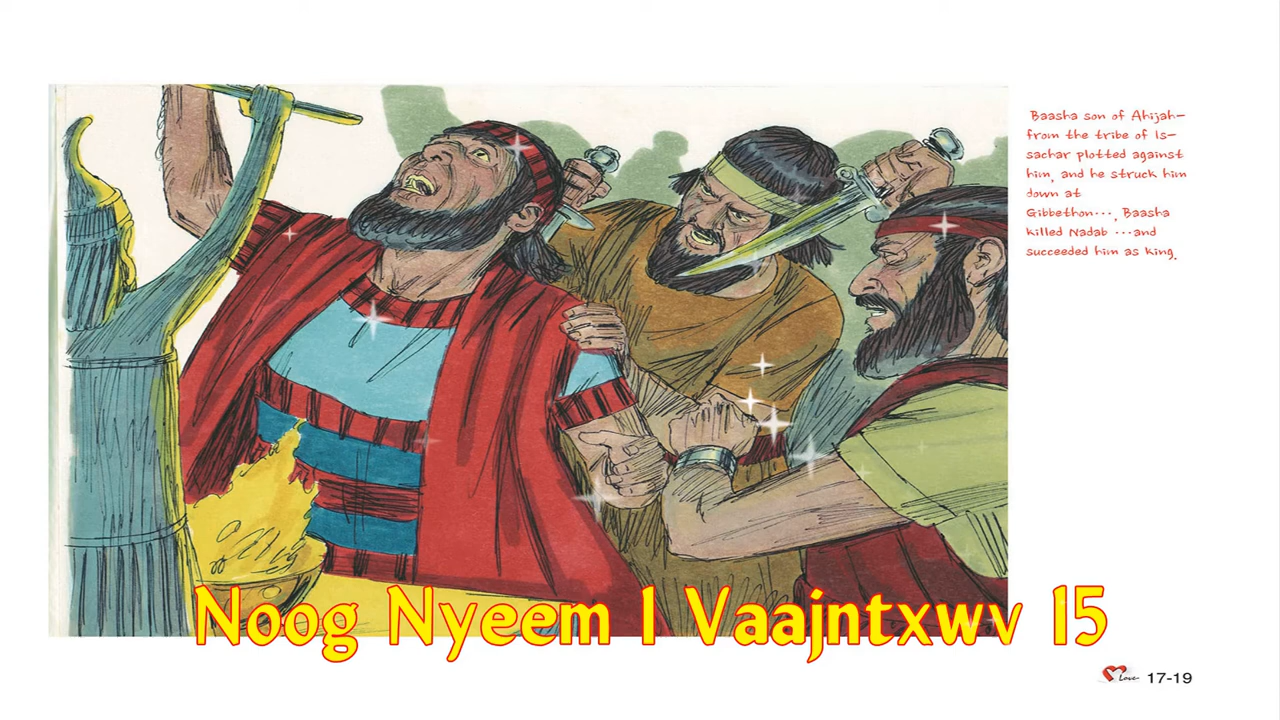 Baasha son of Ahijah—
from the tribe of Is—
sachar plotted against
him, and he struck him
down at
Gibbethon…, Baasha
killed Nadab …and
succeeded him as king.
Noog Nyeem 1 Vaajntxwv 15
Love 17-19